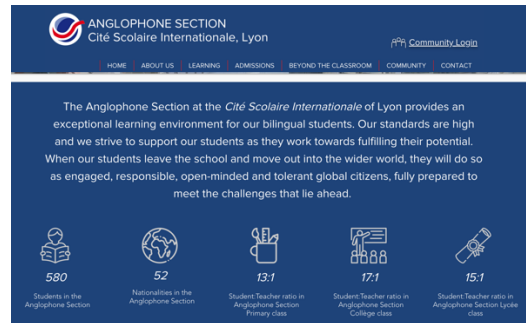 ANGLOPHONE SECTION
Cité Scolaire Internationale, Lyon
Community Login
HOME ABOUT US LEARNING ADMISSIONS BEYOND THE CLASSROOM COMMUNITY CONTACT
The Anglophone Section at the Cité Scolaire Internationale of Lyon provides an
exceptional learning environment for our bilingual students. Our standards are high
and we strive to support our students as they work towards fulfilling their potential.
When our students leave the school and move out into the wider world, they will do so
as engaged, responsible, open-minded and tolerant global citizens, fully prepared to
meet the challenges that lie ahead.
580
Students in the
Anglophone Section
52
Nationalities in the
Anglophone Section
13:1
Student:Teacher ratio in
Anglophone Section
Primary class
17:1
Student:Teacher ratio in
Anglophone Section
Collège class
15:1
Student:Teacher ratio in
Anglophone Section Lycée
class